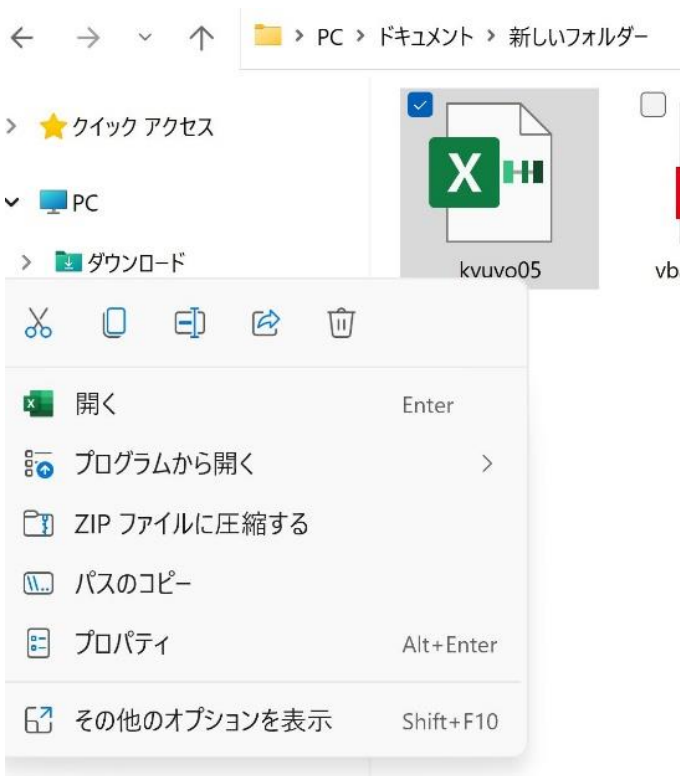 PC > ドキュメント > 新しいフォルダー
クイック アクセス
PC
ダウンロード
kyuyo05
vb
開く Enter
プログラムから開く
ZIP ファイルに圧縮する
パスのコピー
プロパティ Alt+Enter
その他のオプションを表示 Shift+F10